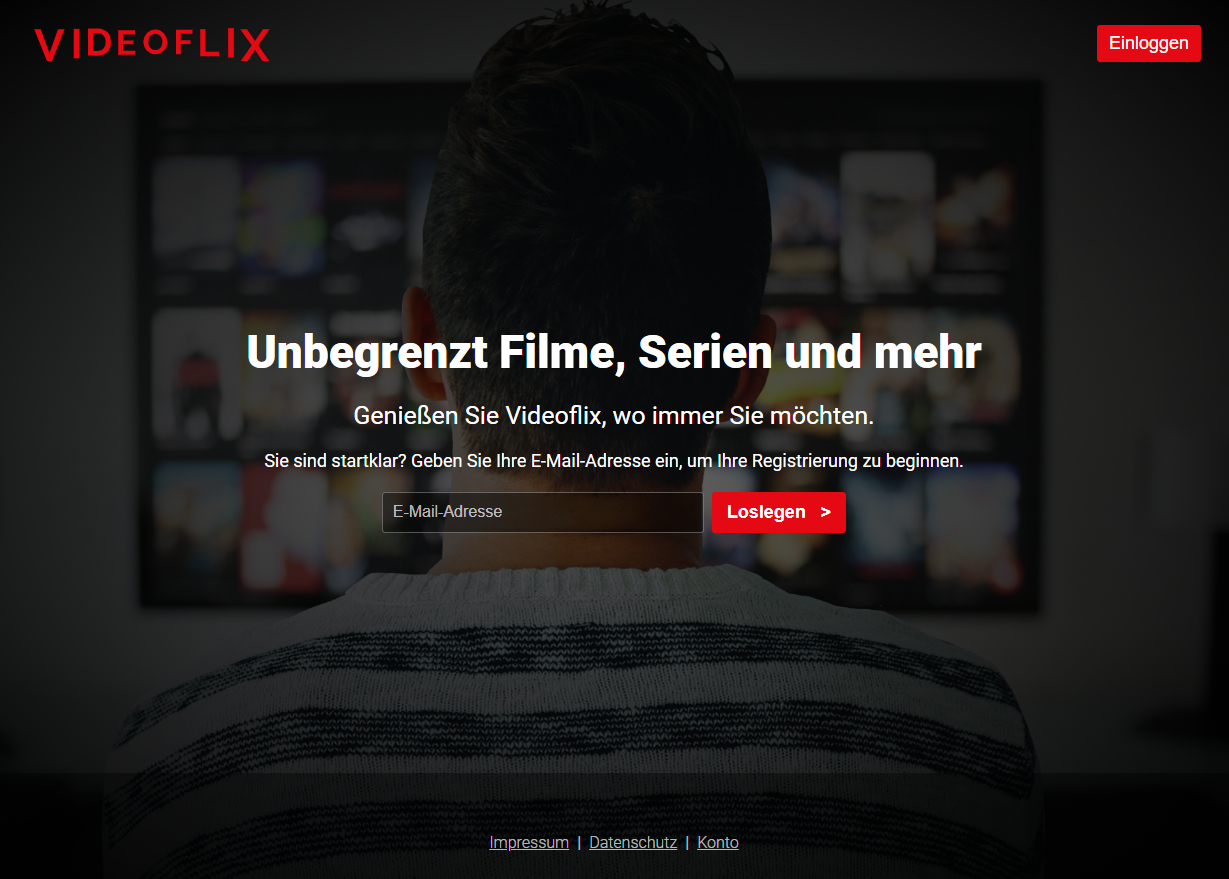 VIDEOFLIX
Einloggen
Unbegrenzt Filme, Serien und mehr
Genießen Sie Videoflix, wo immer Sie möchten.
Sie sind startklar? Geben Sie Ihre E-Mail-Adresse ein, um Ihre Registrierung zu beginnen.
E-Mail-Adresse
Loslegen >
Impressum | Datenschutz | Konto